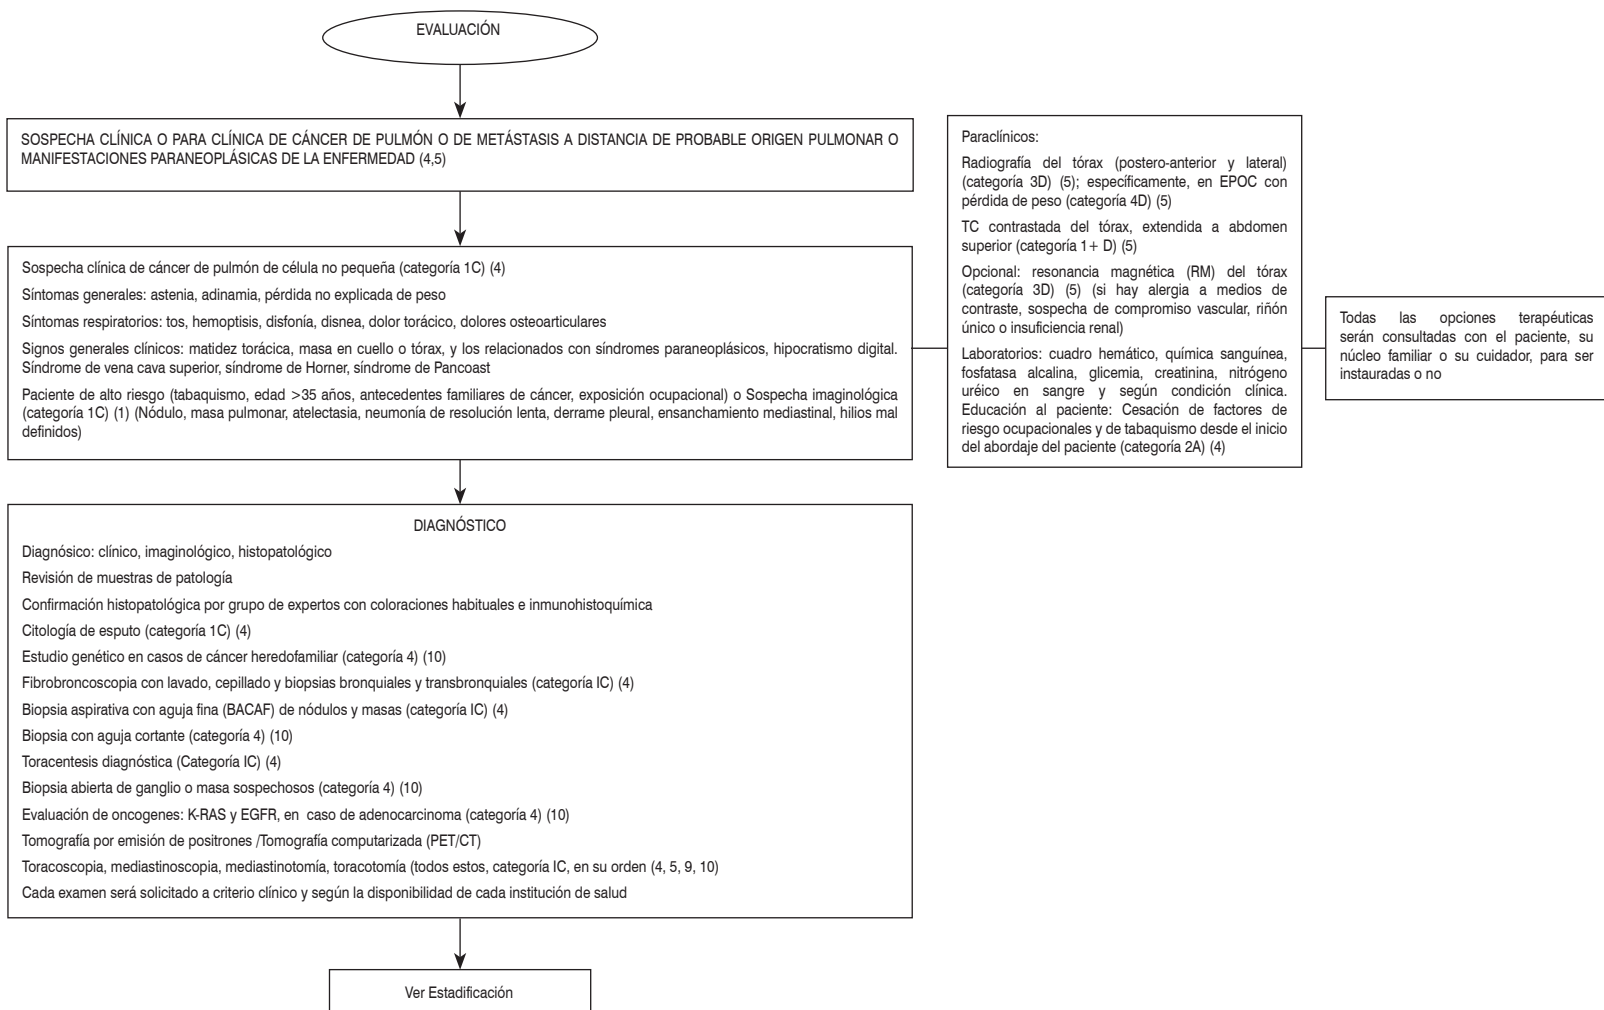 EVALUACIÓN
SOSPECHA CLÍNICA O PARA CLÍNICA DE CÁNCER DE PULMÓN O DE METÁSTASIS A DISTANCIA DE PROBABLE ORIGEN PULMONAR O
MANIFESTACIONES PARANEOPLÁSICAS DE LA ENFERMEDAD (4,5)
Sospecha clínica de cáncer de pulmón de célula no pequeña (categoría 1C) (4)
Síntomas generales: astenia, adinamia, pérdida no explicada de peso
Síntomas respiratorios: tos, hemoptisis, disfonía, disnea, dolor torácico, dolores osteoarticulares
Signos generales clínicos: matidez torácica, masa en cuello o tórax, y los relacionados con síndromes paraneoplásicos, hipocratismo digital.
Síndrome de vena cava superior, síndrome de Horner, síndrome de Pancoast
Paciente de alto riesgo (tabaquismo, edad >35 años, antecedentes familiares de cáncer, exposición ocupacional) o Sospecha imaginológica
(categoría 1C) (1) (Nódulo, masa pulmonar, atelectasia, neumonía de resolución lenta, derrame pleural, ensanchamiento mediastinal, hilios mal
definidos)
Paraclínicos:
Radiografía del tórax (postero-anterior y lateral)
(categoría 3D) (5); específicamente, en EPOC con
pérdida de peso (categoría 4D) (5)
TC contrastada del tórax, extendida a abdomen
superior (categoría 1+ D) (5)
Opcional: resonancia magnética (RM) del tórax
(categoría 3D) (5) (si hay alergia a medios de
contraste, sospecha de compromiso vascular, riñón
único o insuficiencia renal)
Laboratorios: cuadro hemático, química sanguínea,
fosfatasa alcalina, glicemia, creatinina, nitrógeno
uréico en sangre y según condición clínica.
Educación al paciente: Cesación de factores de
riesgo ocupacionales y de tabaquismo desde el inicio
del abordaje del paciente (categoría 2A) (4)
Todas las opciones terapéuticas
serán consultadas con el paciente, su
núcleo familiar o su cuidador, para ser
instauradas o no
DIAGNÓSTICO
Diagnósico: clínico, imaginológico, histopatológico
Revisión de muestras de patología
Confirmación histopatológica por grupo de expertos con coloraciones habituales e inmunohistoquímica
Citología de esputo (categoría 1C) (4)
Estudio genético en casos de cáncer heredofamiliar (categoría 4) (10)
Fibrobroncoscopia con lavado, cepillado y biopsias bronquiales y transbronquiales (categoría IC) (4)
Biopsia aspirativa con aguja fina (BACAF) de nódulos y masas (categoría IC) (4)
Biopsia con aguja cortante (categoría 4) (10)
Toracentesis diagnóstica (Categoría IC) (4)
Biopsia abierta de ganglio o masa sospechosos (categoría 4) (10)
Evaluación de oncogenes: K-RAS y EGFR, en caso de adenocarcinoma (categoría 4) (10)
Tomografía por emisión de positrones /Tomografía computarizada (PET/CT)
Toracoscopia, mediastinoscopia, mediastinotomía, toracotomía (todos estos, categoría IC, en su orden (4, 5, 9, 10)
Cada examen será solicitado a criterio clínico y según la disponibilidad de cada institución de salud
Ver Estadificación